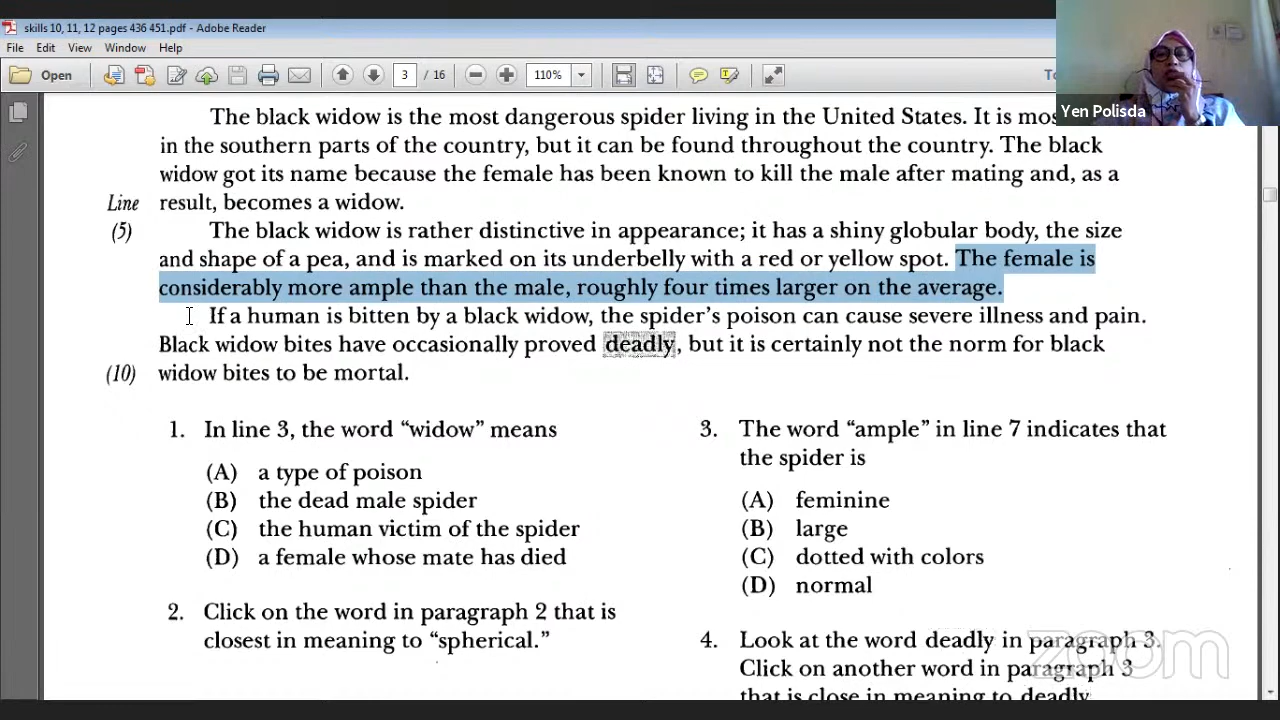 skills 10, 11, 12 pages 436 451.pdf - Adobe Reader
File Edit View Window Help
Open 3 / 16 110%
Yen Polisda
The black widow is the most dangerous spider living in the United States. It is
in the southern parts of the country, but it can be found throughout the country. The black
widow got its name because the female has been known to kill the male after mating and, as a
Line result, becomes a widow.
(5) The black widow is rather distinctive in appearance; it has a shiny globular body, the size
and shape of a pea, and is marked on its underbelly with a red or yellow spot. The female is
considerably more ample than the male, roughly four times larger on the average.
If a human is bitten by a black widow, the spider's poison can cause severe illness and pain.
Black widow bites have occasionally proved deadly, but it is certainly not the norm for black
(10) widow bites to be mortal.
1. In line 3, the word "widow" means
(A) a type of poison
(B) the dead male spider
(C) the human victim of the spider
(D) a female whose mate has died
2. Click on the word in paragraph 2 that is
closest in meaning to "spherical."
3. The word "ample" in line 7 indicates that
the spider is
(A) feminine
(B) large
(C) dotted with colors
(D) normal
4. Look at the word deadly in paragraph 3.
Click on another word in paragraph 3
that is close in meaning to deadly
zoom